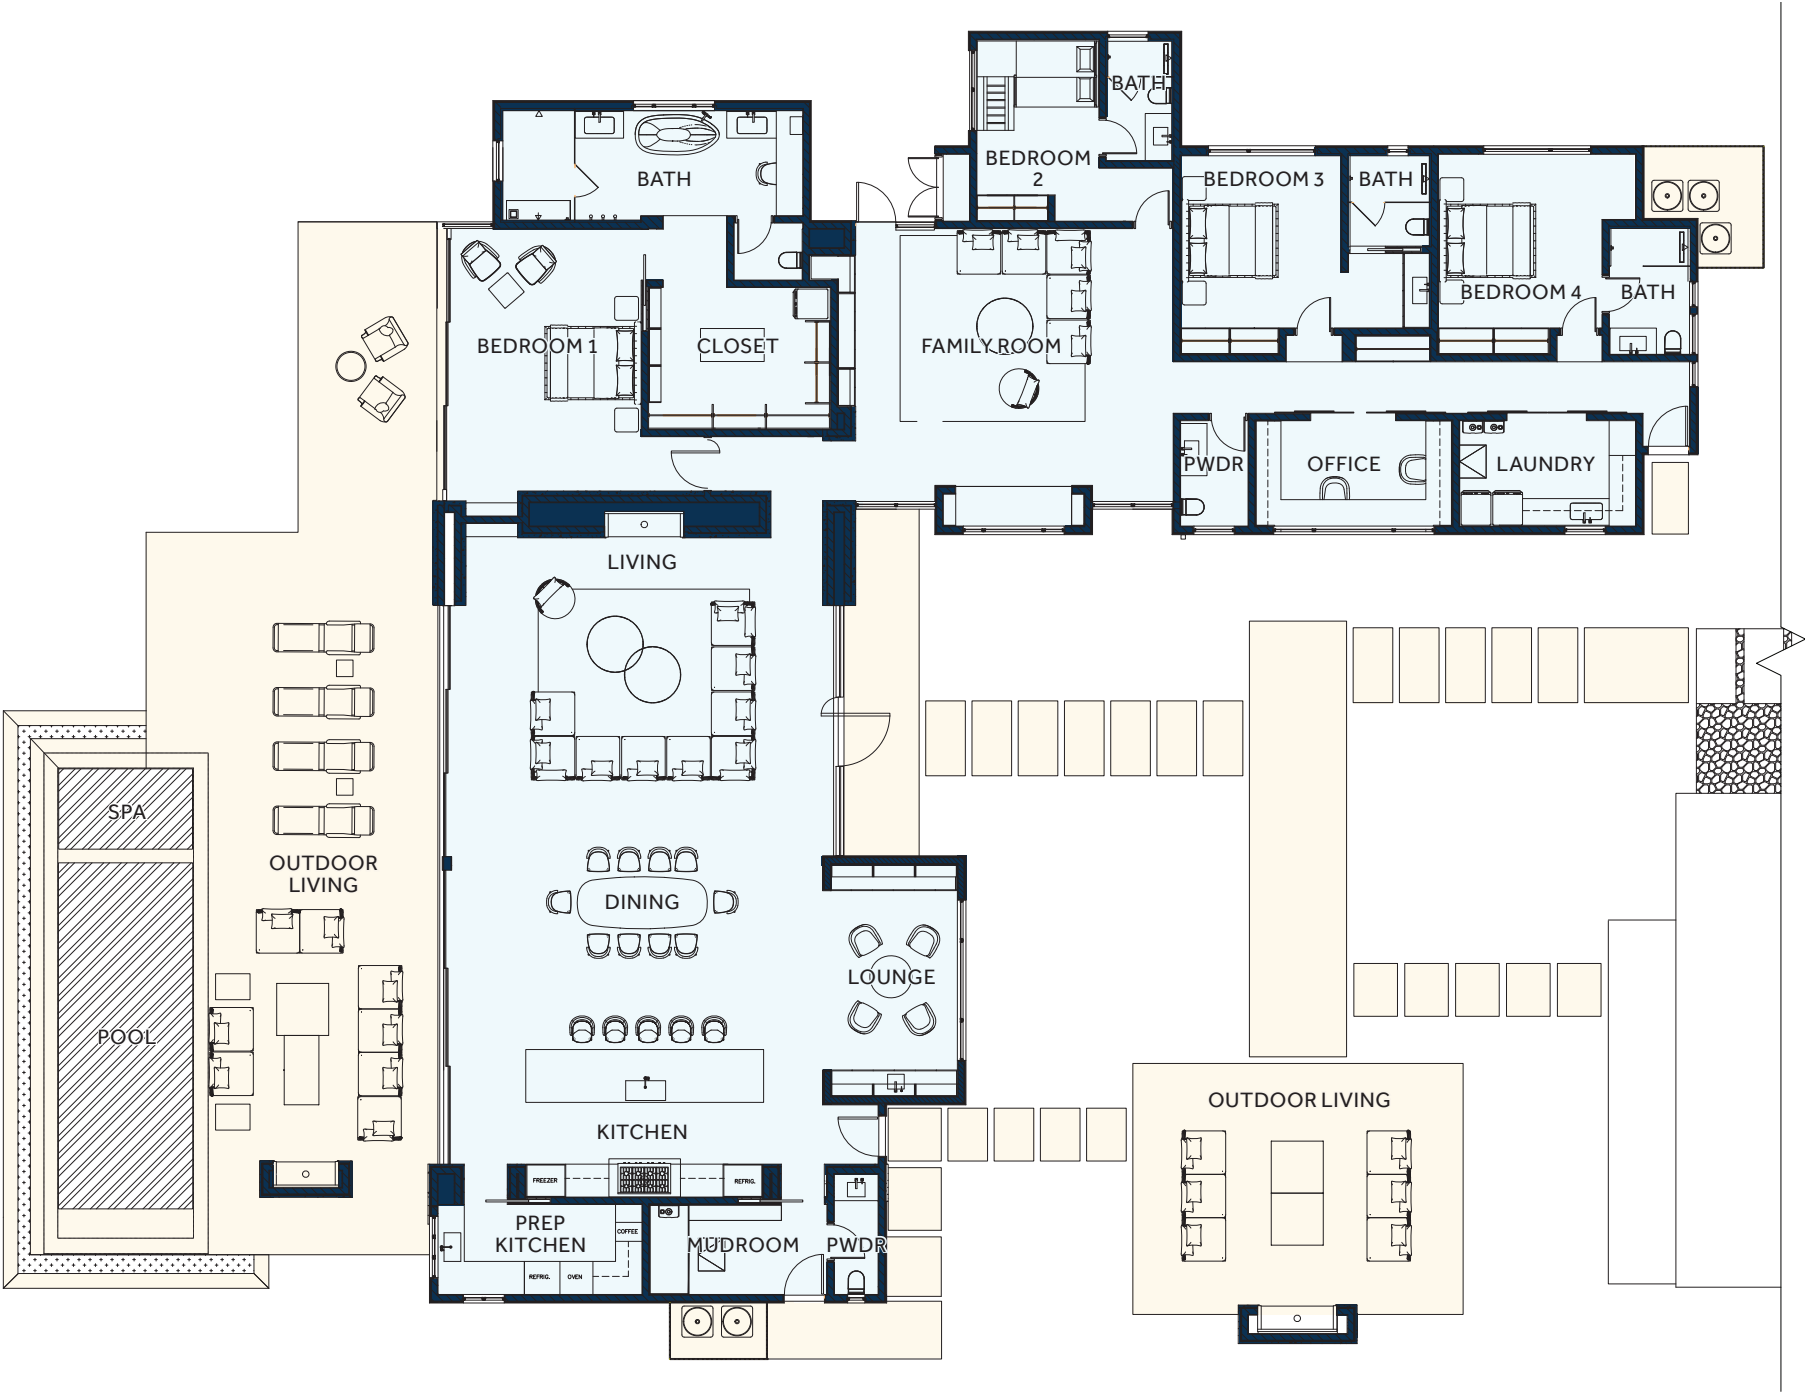 BATH
BEDROOM
2
BATH
BEDROOM 3
BATH
BEDROOM 4
BATH
BEDROOM 1
CLOSET
FAMILY ROOM
PWDR
OFFICE
LAUNDRY
LIVING
SPA
OUTDOOR
LIVING
DINING
LOUNGE
POOL
KITCHEN
OUTDOOR LIVING
FREEZER
REFRIG.
PREP
KITCHEN
COFFEE
REFRIG.
OVEN
MUDROOM
PWDR